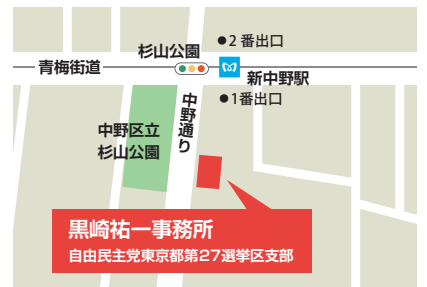 杉山公園
●2番出口
青梅街道
新中野駅
●1番出口
中野通り
中野区立
杉山公園
黒崎祐一事務所
自由民主党東京都第27選挙区支部